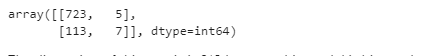 array([[723,   5],
       [113,   7]], dtype=int64)